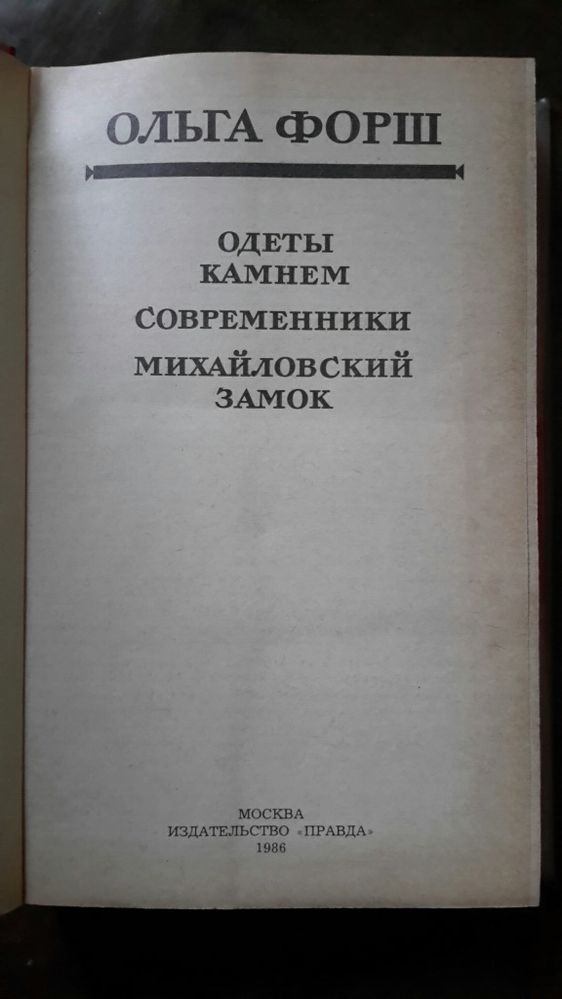 ОЛЬГА ФОРШ
ОДЕТЫ
КАМНЕМ
СОВРЕМЕННИКИ
МИХАЙЛОВСКИЙ
ЗАМОК
МОСКВА
ИЗДАТЕЛЬСТВО «ПРАВДА»
1986